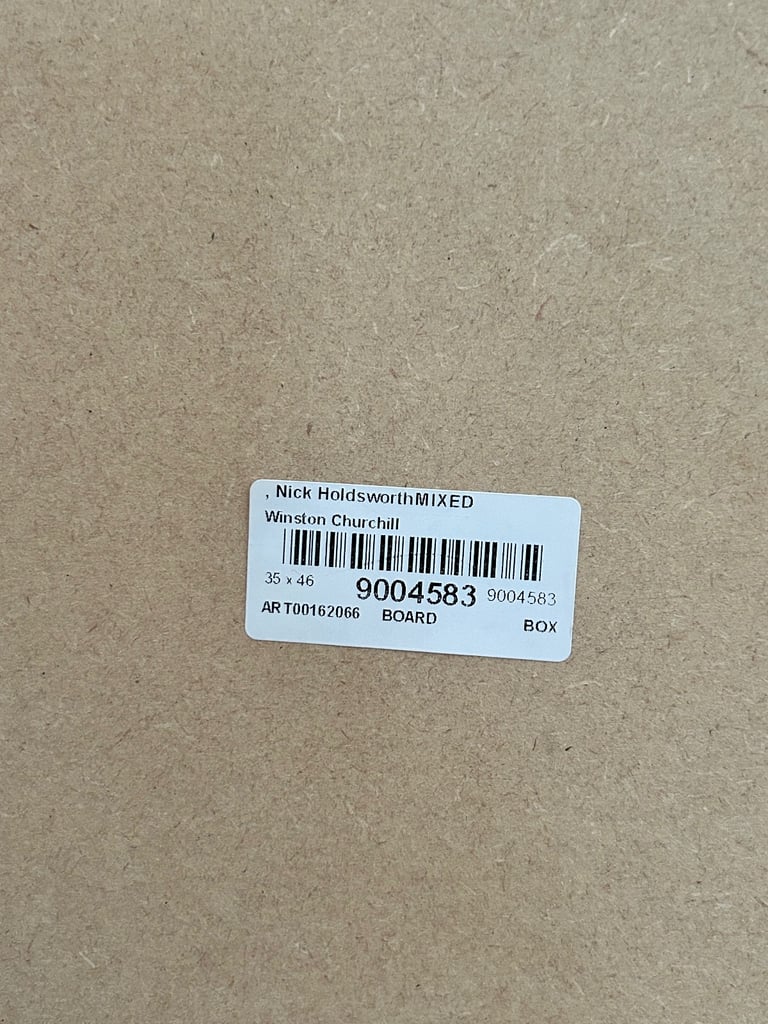 , Nick HoldsworthMIXED
Winston Churchill
35 x 46 9004583 9004583
ART00162066 BOARD BOX